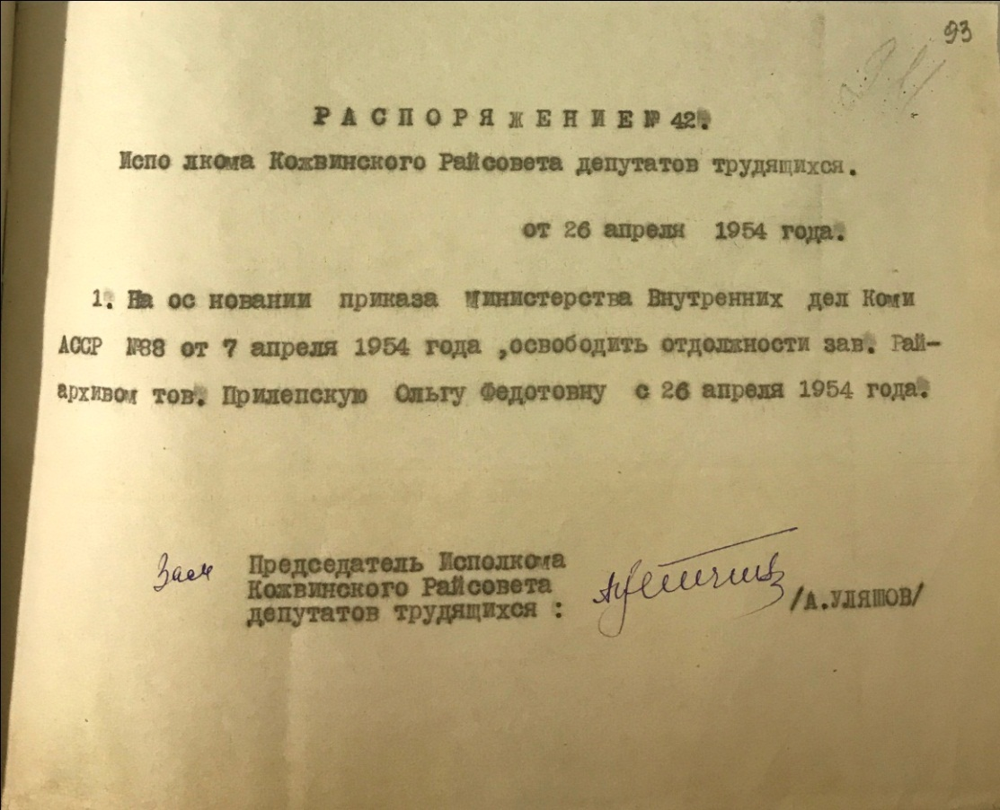 93
РАСПОРЯЖЕНИЕ № 42.
Испо лкома Кожвинского Райсовета депутатов трудящихся.
от 26 апреля 1954 года.
1. На ос новании приказа Министерства Внутренних дел Коми
АССР №88 от 7 апреля 1954 года ,освободить отдолжности зав. Рай-
архивом тов. Прилепскую Ольгу Федотовну с 26 апреля 1954 года.
Зам Председатель Исполкома
Кожвинского Райсовета
депутатов трудящихся :
/А.УЛЯШОВ/